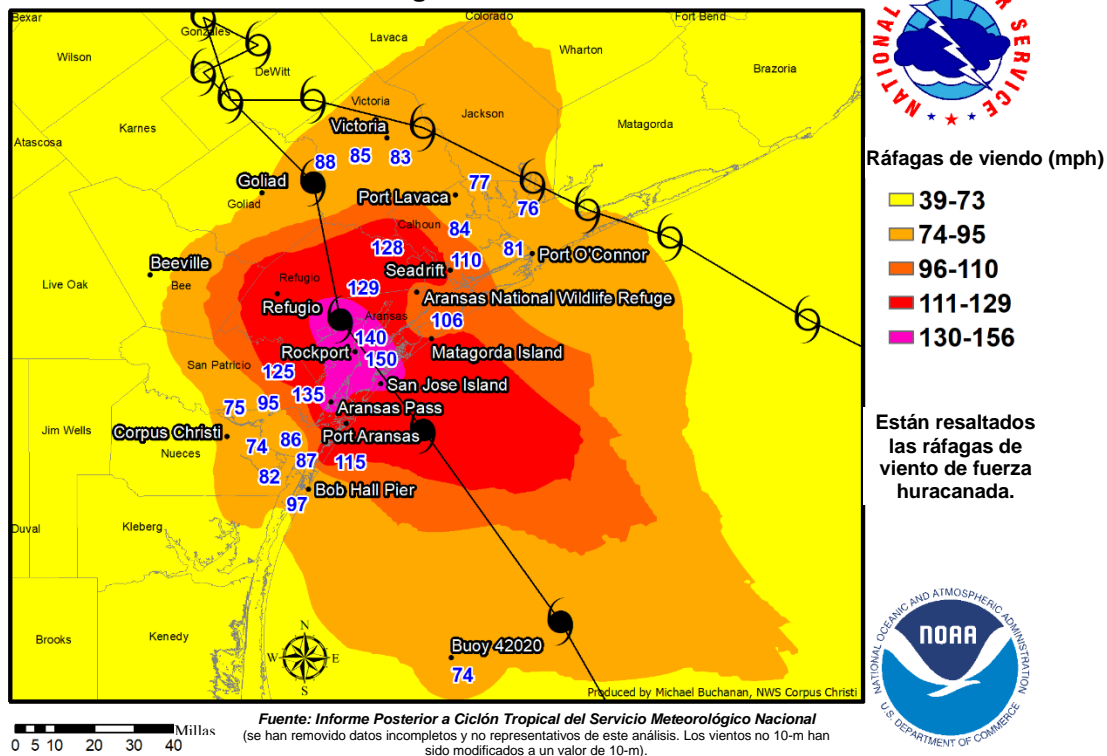 Bexar
Gonzales
Lavaca
Colorado
Fort Bend
Wilson
DeWitt
Wharton
Brazoria
Victoria
Jackson
Matagorda
Atascosa
Karnes
Victoria
88
85
83
Goliad
Goliad
77
Port Lavaca
76
Calhoun
84
128
81
Port O'Connor
Beeville
Bee
Seadrift
110
Live Oak
Refugio
129
Aransas National Wildlife Refuge
Refugio
Aransas
106
140
Rockport
150
Matagorda Island
San Patricio
125
San Jose Island
75
95
135
Aransas Pass
Jim Wells
Corpus Christi
Nueces
74
86
Port Aransas
87
115
82
Bob Hall Pier
97
Duval
Kleberg
Brooks
Kenedy
N
W
E
S
Buoy 42020
74
Produced by Michael Buchanan, NWS Corpus Christi
NATIONAL
SERVICE
Ráfagas de viendo (mph)
39-73
74-95
96-110
111-129
130-156
Están resaltados
las ráfagas de
viento de fuerza
huracanada.
NATIONAL OCEANIC AND ATMOSPHERIC ADMINISTRATION
NOAA
U.S. DEPARTMENT OF COMMERCE
Millas
0 5 10 20 30 40
Fuente: Informe Posterior a Ciclón Tropical del Servicio Meteorológico Nacional
(se han removido datos incompletos y no representativos de este análisis. Los vientos no 10-m han
sido modificados a un valor de 10-m).